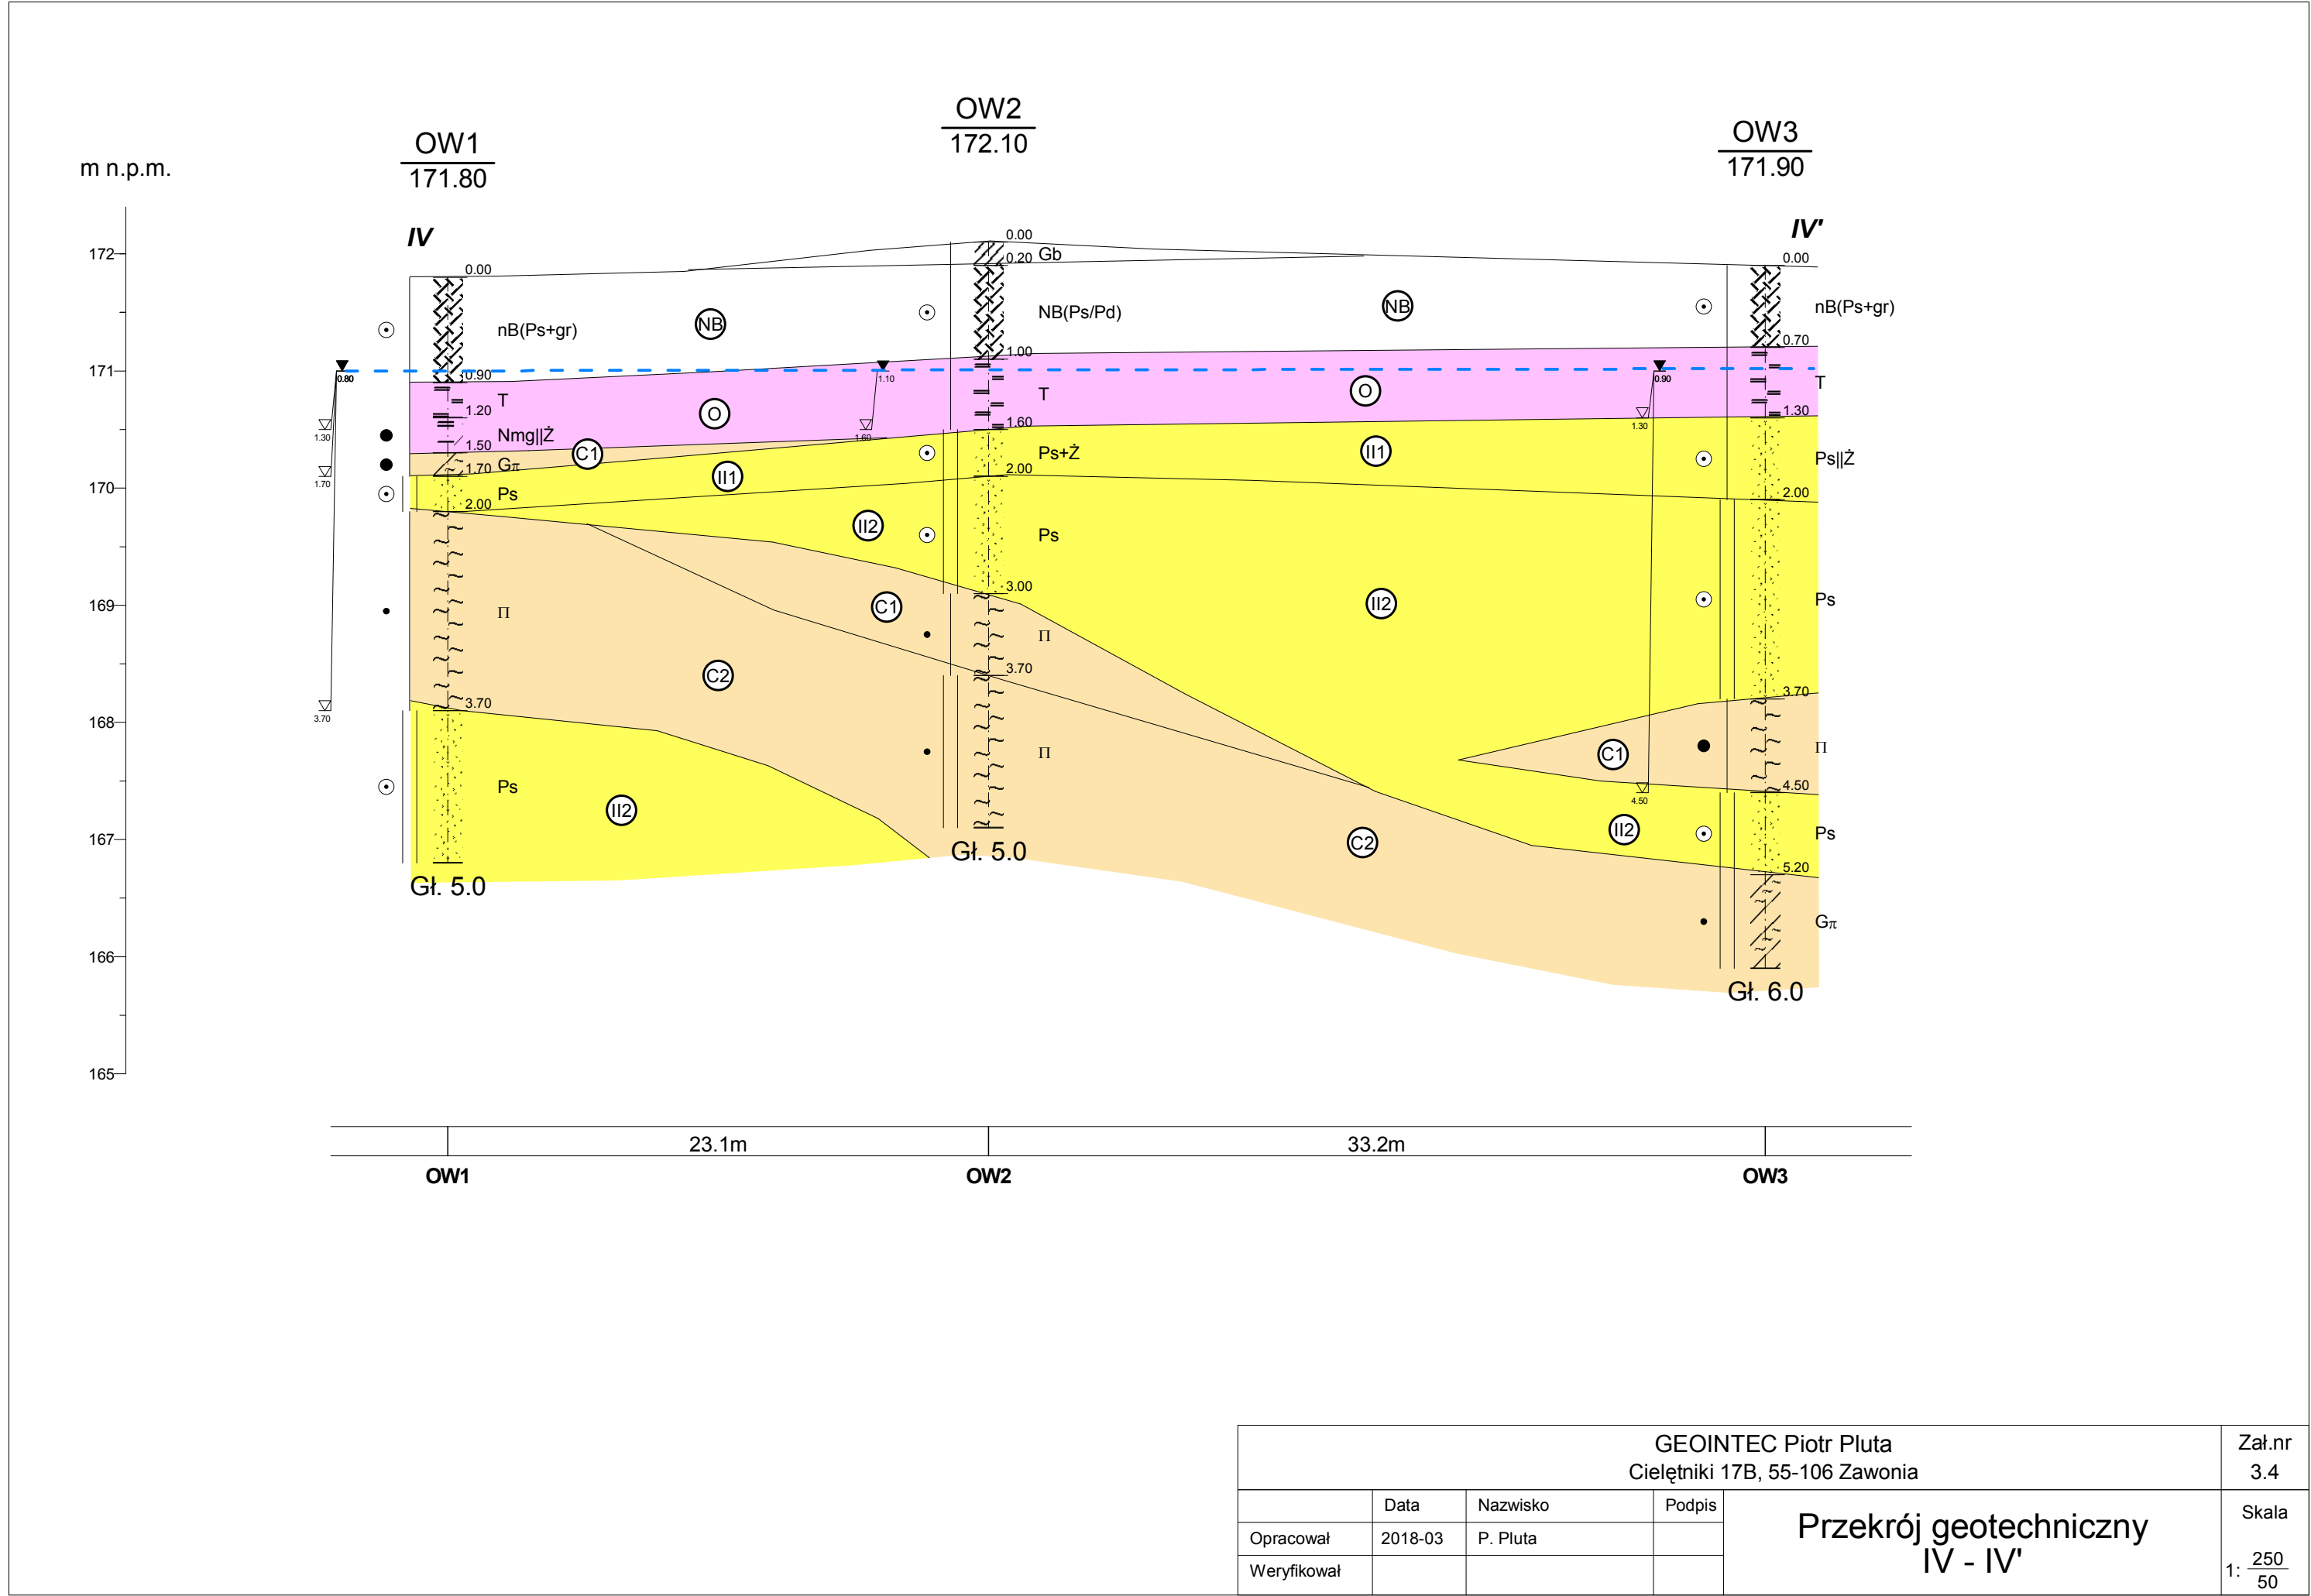 OW2
172.10
OW1
171.80
OW3
171.90
m n.p.m.
IV
IV'
172
171
170
169
168
167
166
165
0.00
nB(Ps+gr)
0.90
T
1.20
Nmg||Ż
1.50
Gπ
1.70
Ps
2.00
Π
3.70
Ps
Gł. 5.0
0.80
1.30
1.70
3.70
NB
O
C1
II1
II2
C1
C2
II2
0.00
Gb
0.20
NB(Ps/Pd)
1.00
T
1.60
Ps+Ż
2.00
Ps
3.00
Π
3.70
Π
Gł. 5.0
1.10
1.60
NB
O
II1
II2
C1
II2
C2
0.00
nB(Ps+gr)
0.70
T
1.30
Ps||Ż
2.00
Ps
3.70
Π
4.50
Ps
5.20
Gπ
Gł. 6.0
0.90
1.30
4.50
23.1m
33.2m
OW1
OW2
OW3
GEOINTEC Piotr Pluta
Cielętniki 17B, 55-106 Zawonia
Zał.nr
3.4
Data
Nazwisko
Podpis
Opracował
2018-03
P. Pluta
Weryfikował
Przekrój geotechniczny
IV - IV'
Skala
1: 250
50